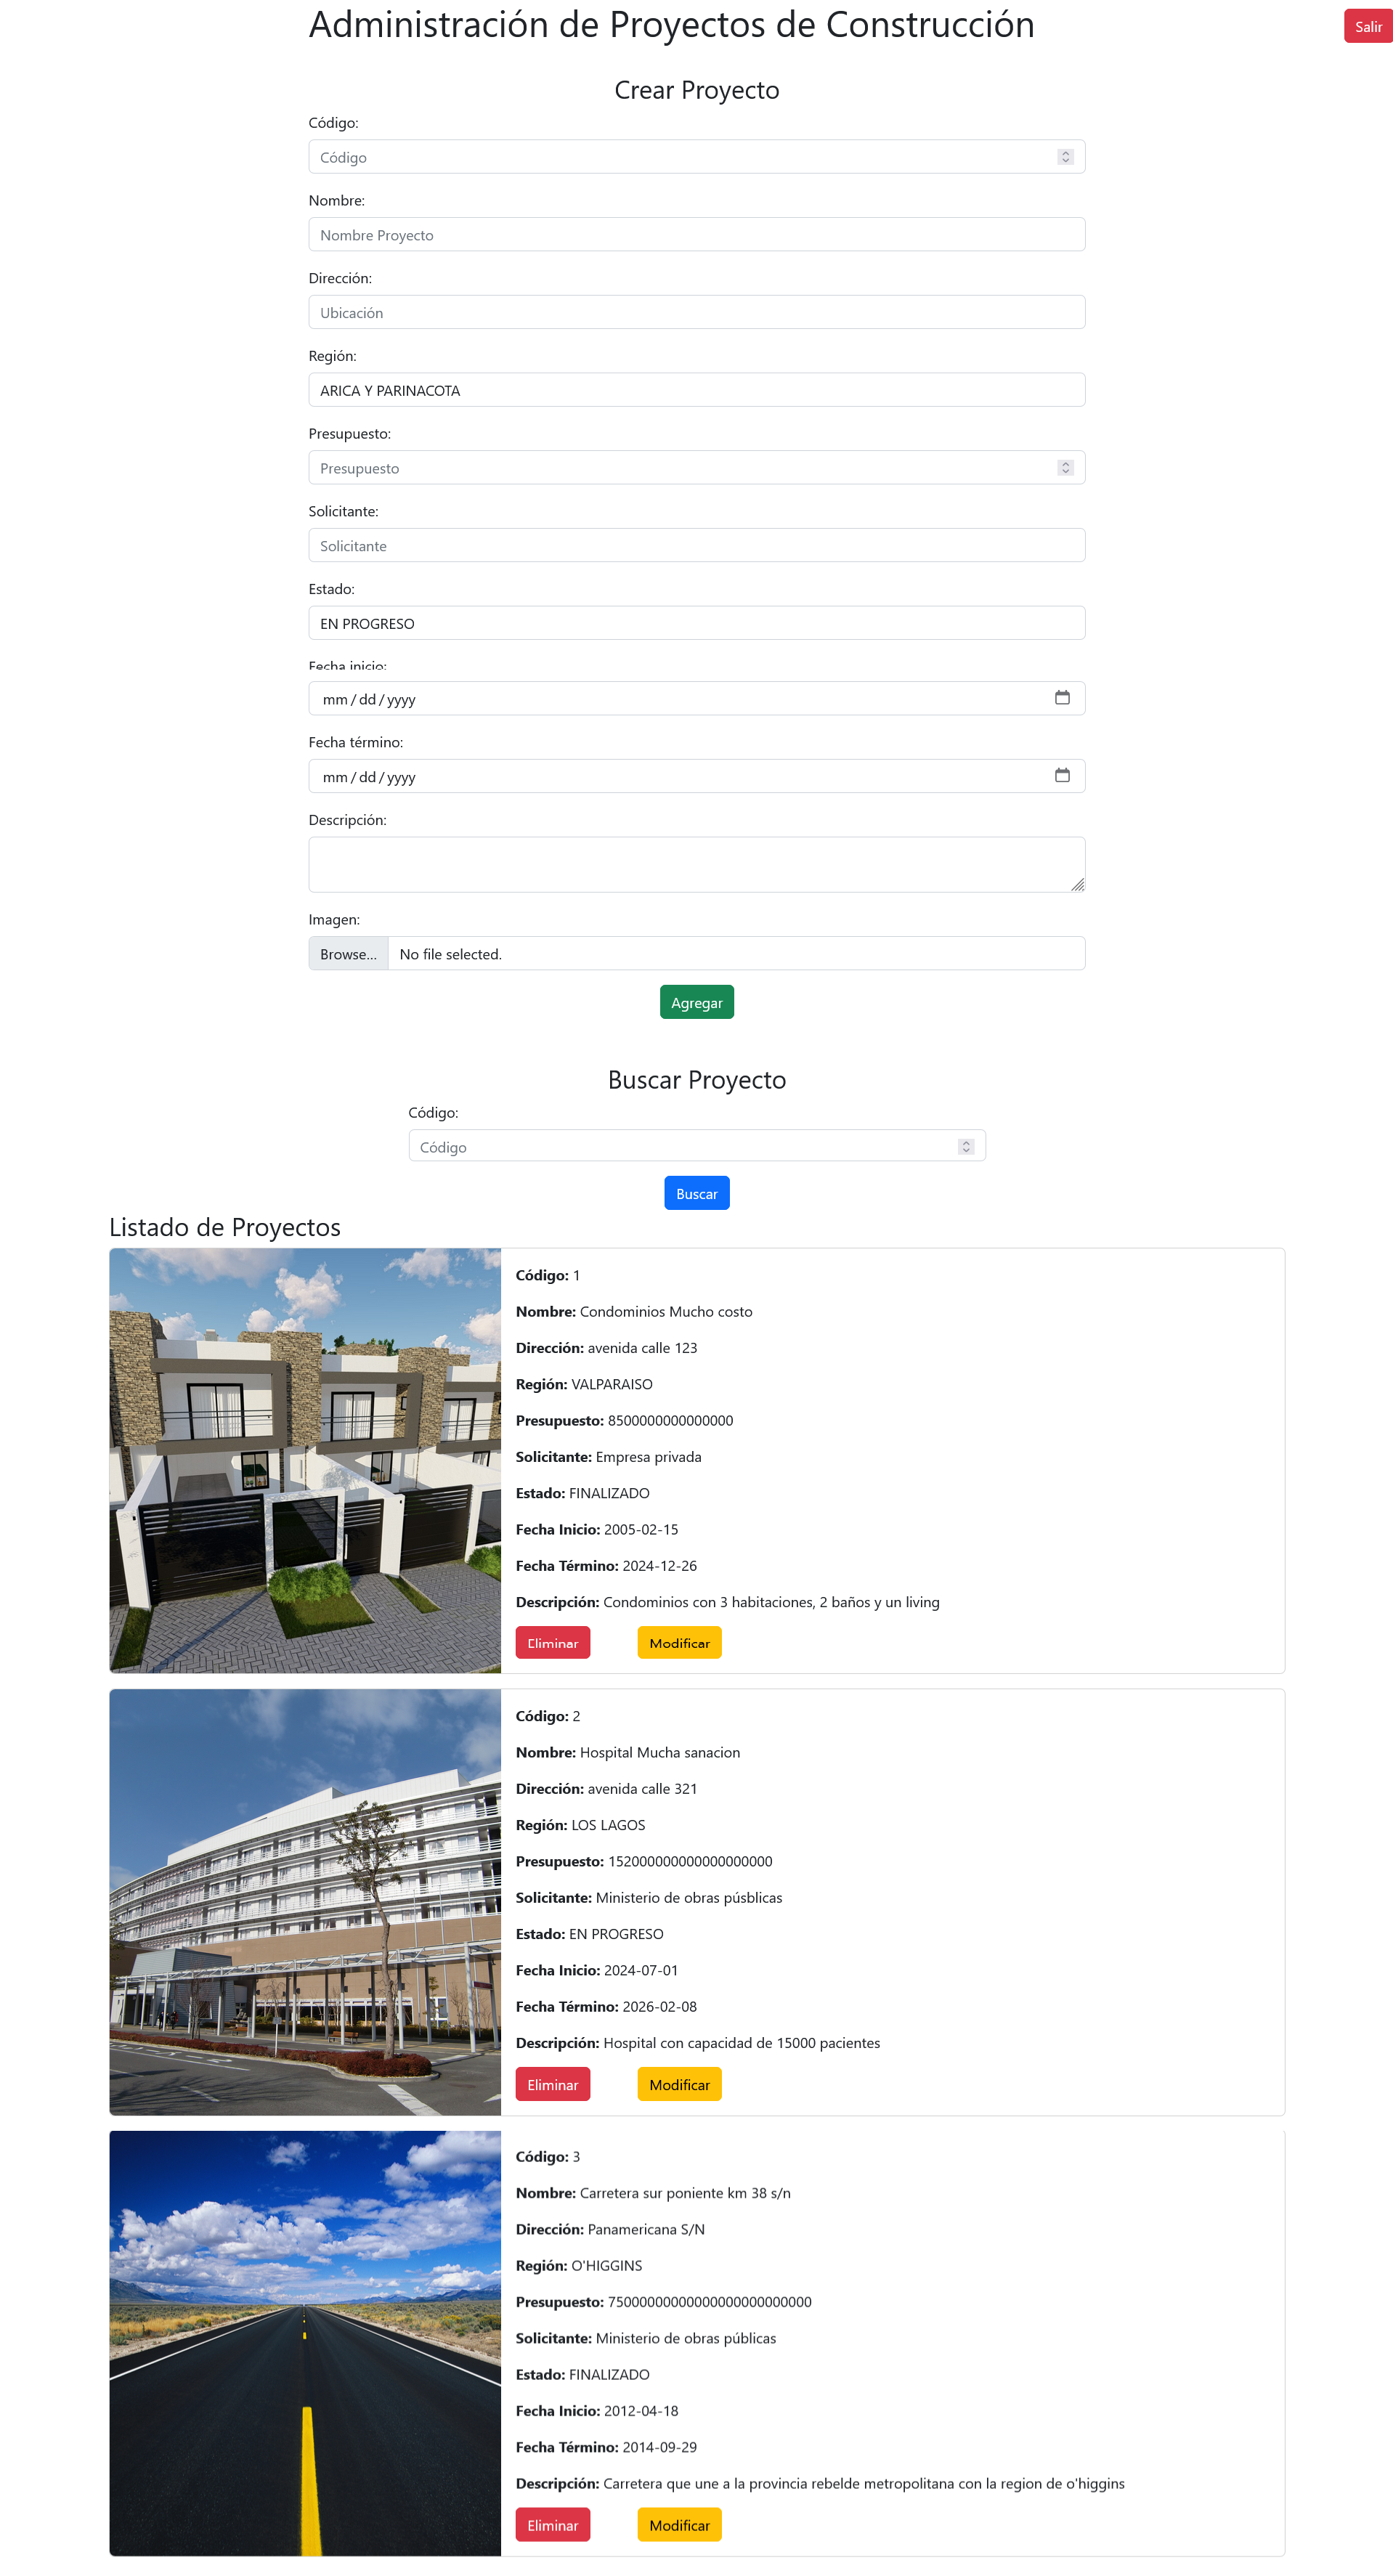 Administración de Proyectos de Construcción
Salir
Crear Proyecto
Código:
Código
Nombre:
Nombre Proyecto
Dirección:
Ubicación
Región:
ARICA Y PARINACOTA
Presupuesto:
Presupuesto
Solicitante:
Solicitante
Estado:
EN PROGRESO
Fecha inicio:
mm/dd/yyyy
Fecha término:
mm/dd/yyyy
Descripción:
Imagen:
Browse... No file selected.
Agregar
Buscar Proyecto
Código:
Código
Buscar
Listado de Proyectos
Código: 1
Nombre: Condominios Mucho costo
Dirección: avenida calle 123
Región: VALPARAISO
Presupuesto: 8500000000000000
Solicitante: Empresa privada
Estado: FINALIZADO
Fecha Inicio: 2005-02-15
Fecha Término: 2024-12-26
Descripción: Condominios con 3 habitaciones, 2 baños y un living
Eliminar Modificar
Código: 2
Nombre: Hospital Mucha sanacion
Dirección: avenida calle 321
Región: LOS LAGOS
Presupuesto: 152000000000000000000
Solicitante: Ministerio de obras púsblicas
Estado: EN PROGRESO
Fecha Inicio: 2024-07-01
Fecha Término: 2026-02-08
Descripción: Hospital con capacidad de 15000 pacientes
Eliminar Modificar
Código: 3
Nombre: Carretera sur poniente km 38 s/n
Dirección: Panamericana S/N
Región: O'HIGGINS
Presupuesto: 75000000000000000000000000
Solicitante: Ministerio de obras públicas
Estado: FINALIZADO
Fecha Inicio: 2012-04-18
Fecha Término: 2014-09-29
Descripción: Carretera que une a la provincia rebelde metropolitana con la region de o'higgins
Eliminar Modificar